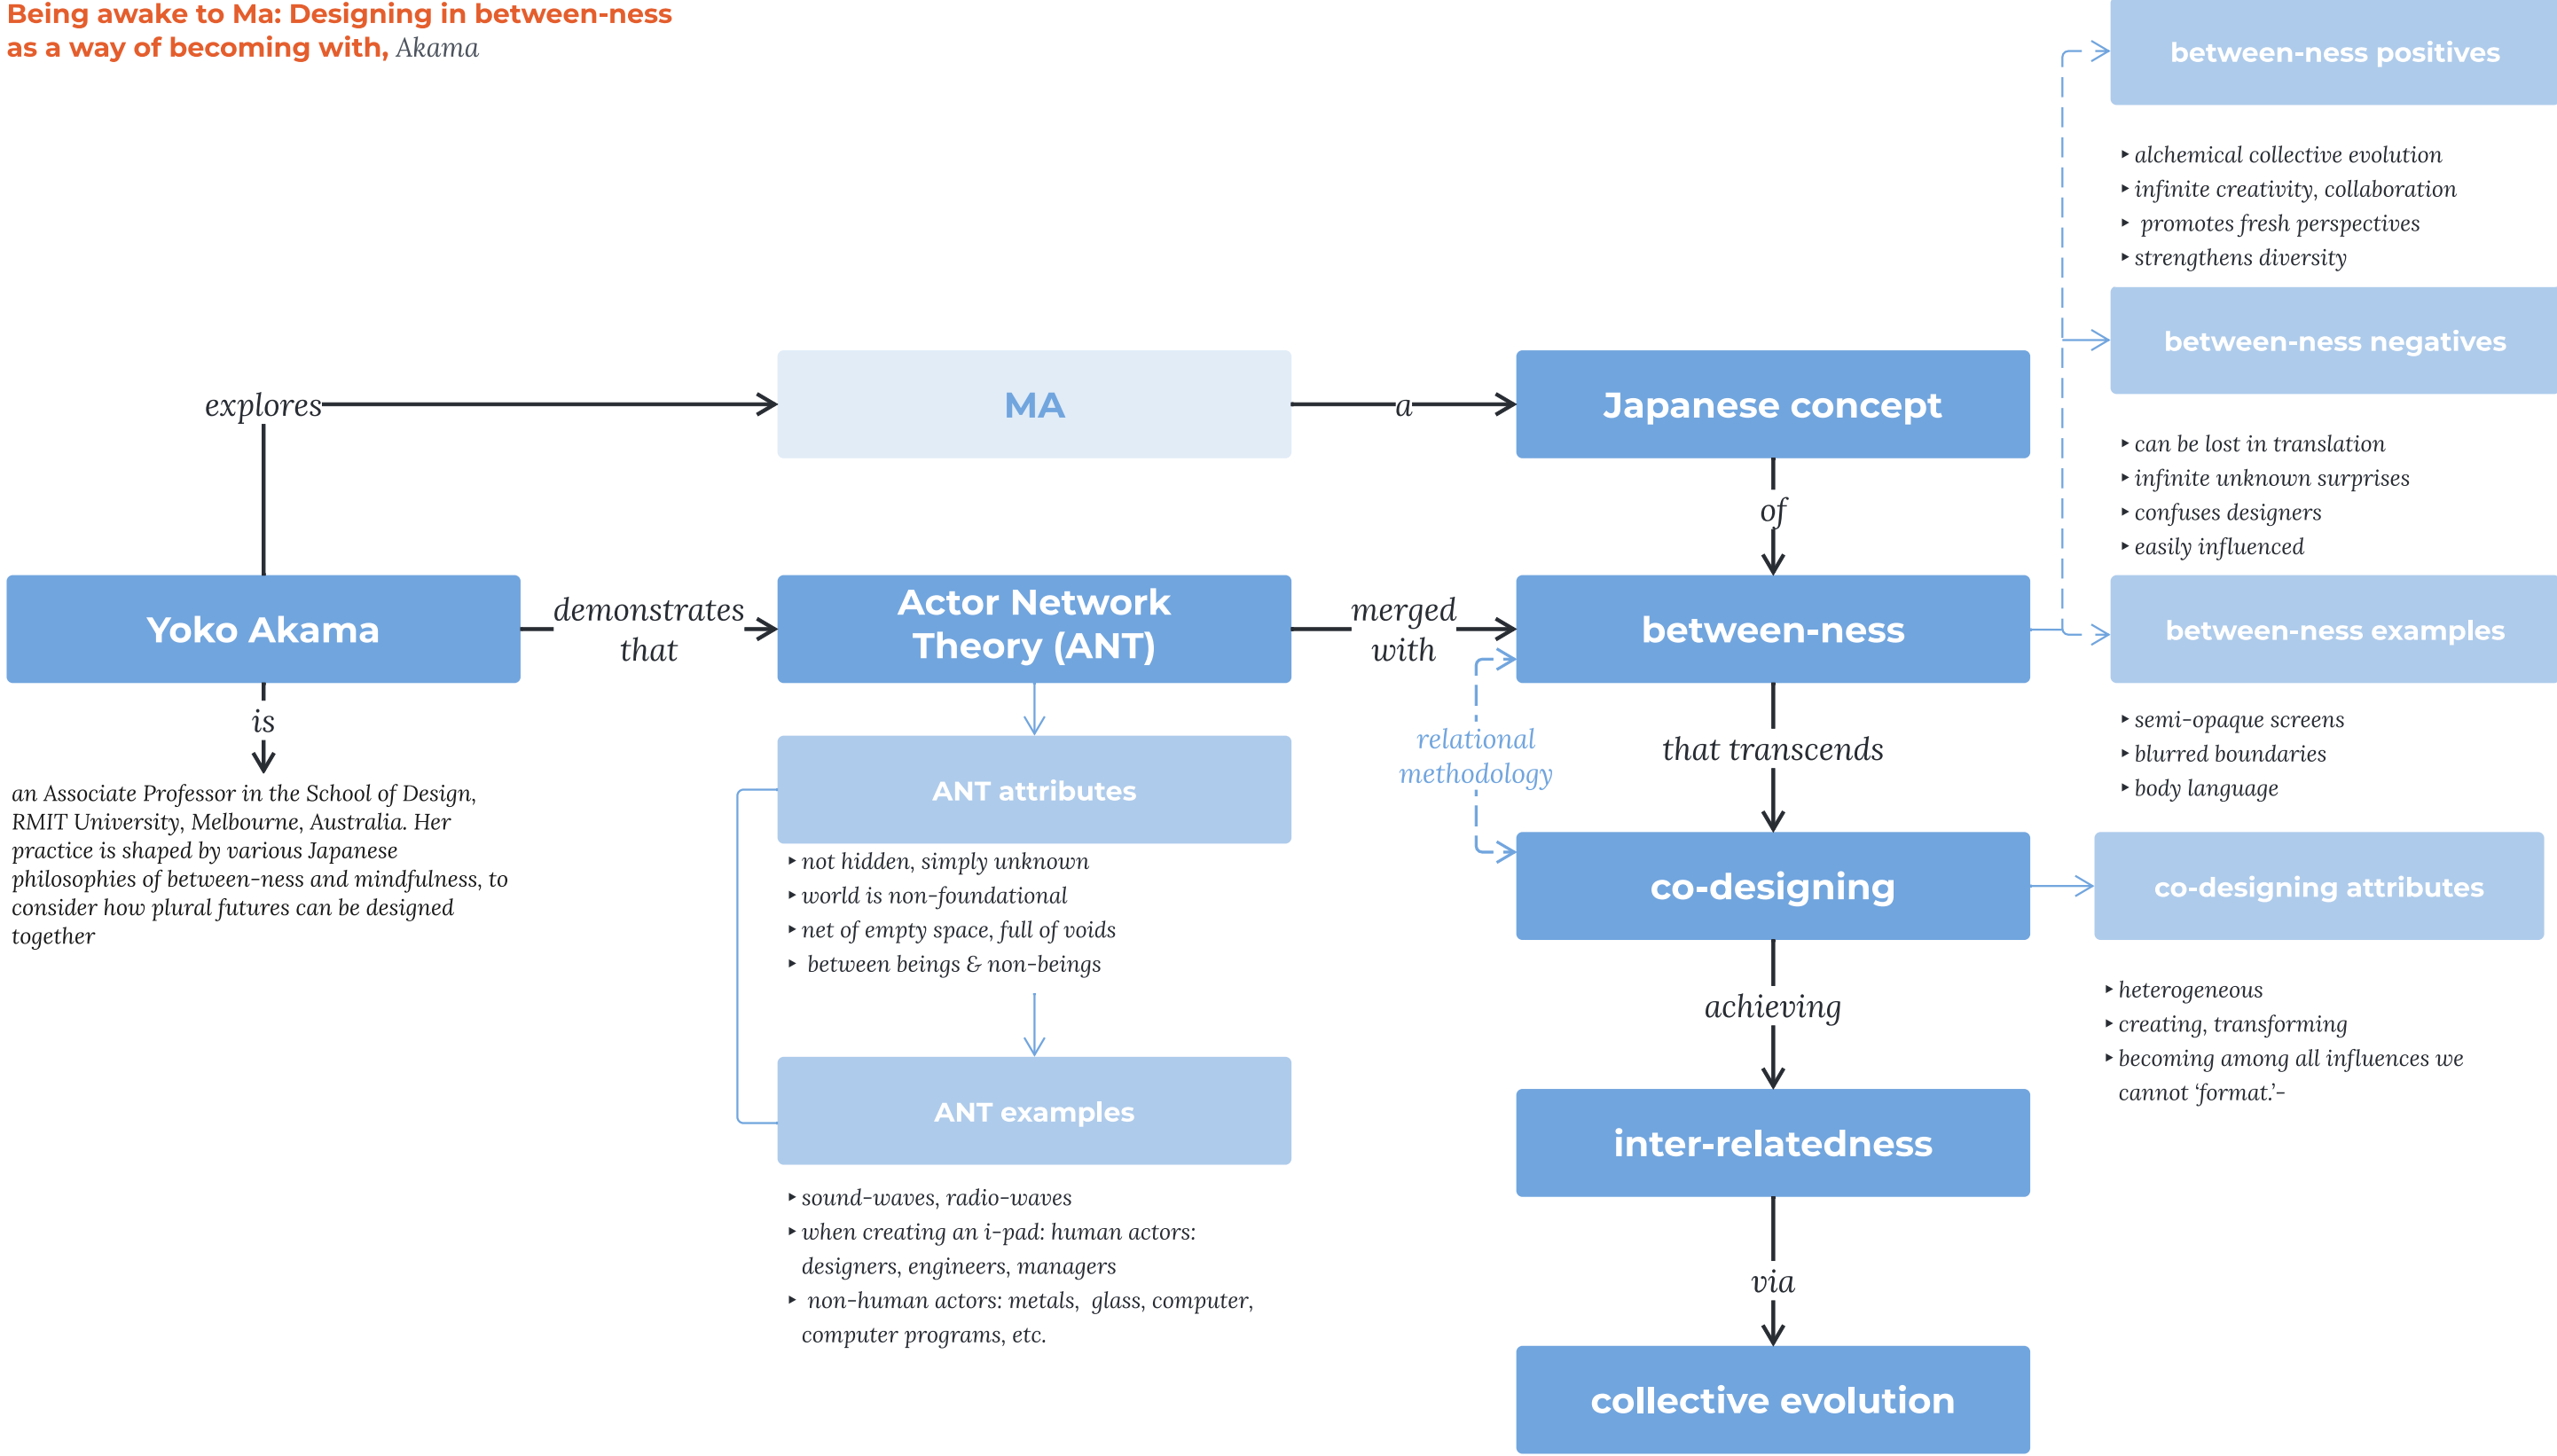 Being awake to Ma: Designing in between-ness
as a way of becoming with, Akama
explores
MA
a
Japanese concept
of
Yoko Akama
demonstrates
that
Actor Network
Theory (ANT)
merged
with
between-ness
is
an Associate Professor in the School of Design,
RMIT University, Melbourne, Australia. Her
practice is shaped by various Japanese
philosophies of between-ness and mindfulness, to
consider how plural futures can be designed
together
ANT attributes
‣ not hidden, simply unknown
‣ world is non-foundational
‣ net of empty space, full of voids
‣ between beings & non-beings
ANT examples
‣ sound-waves, radio-waves
‣ when creating an i-pad: human actors:
designers, engineers, managers
‣ non-human actors: metals, glass, computer,
computer programs, etc.
relational
methodology
that transcends
co-designing
achieving
inter-relatedness
via
collective evolution
between-ness positives
‣ alchemical collective evolution
‣ infinite creativity, collaboration
‣ promotes fresh perspectives
‣ strengthens diversity
between-ness negatives
‣ can be lost in translation
‣ infinite unknown surprises
‣ confuses designers
‣ easily influenced
between-ness examples
‣ semi-opaque screens
‣ blurred boundaries
‣ body language
co-designing attributes
‣ heterogeneous
‣ creating, transforming
‣ becoming among all influences we
cannot ‘format.’-